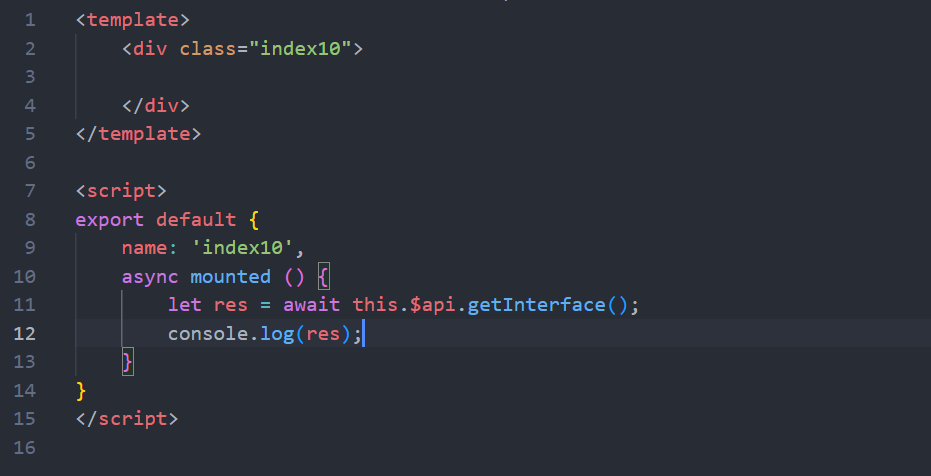 1 <template>
2     <div class="index10">
3
4     </div>
5 </template>
6
7 <script>
8 export default {
9     name: 'index10',
10     async mounted () {
11         let res = await this.$api.getInterface();
12         console.log(res);
13     }
14 }
15 </script>
16